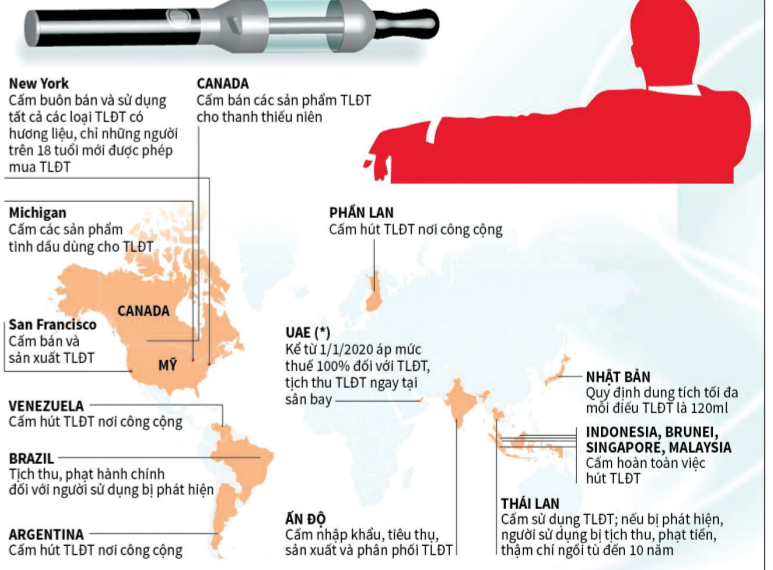 New York
Cấm buôn bán và sử dụng
tất cả các loại TLĐT có
hương liệu, chỉ những người
trên 18 tuổi mới được phép
mua TLĐT
CANADA
Cấm bán các sản phẩm TLĐT
cho thanh thiếu niên
Michigan
Cấm các sản phẩm
tinh dầu dùng cho TLĐT
PHẦN LAN
Cấm hút TLĐT nơi công cộng
CANADA
MỸ
San Francisco
Cấm bán và
sản xuất TLĐT
UAE (*)
Kể từ 1/1/2020 áp mức
thuế 100% đối với TLĐT,
tịch thu TLĐT ngay tại
sân bay
NHẬT BẢN
Quy định dung tích tối đa
mỗi điếu TLĐT là 120ml
VENEZUELA
Cấm hút TLĐT nơi công cộng
INDONESIA, BRUNEI,
SINGAPORE, MALAYSIA
Cấm hoàn toàn việc
hút TLĐT
BRAZIL
Tịch thu, phạt hành chính
đối với người sử dụng bị phát hiện
ARGENTINA
Cấm hút TLĐT nơi công cộng
ẤN ĐỘ
Cấm nhập khẩu, tiêu thụ,
sản xuất và phân phối TLĐT
THÁI LAN
Cấm sử dụng TLĐT; nếu bị phát hiện,
người sử dụng bị tịch thu, phạt tiền,
thậm chí ngồi tù đến 10 năm